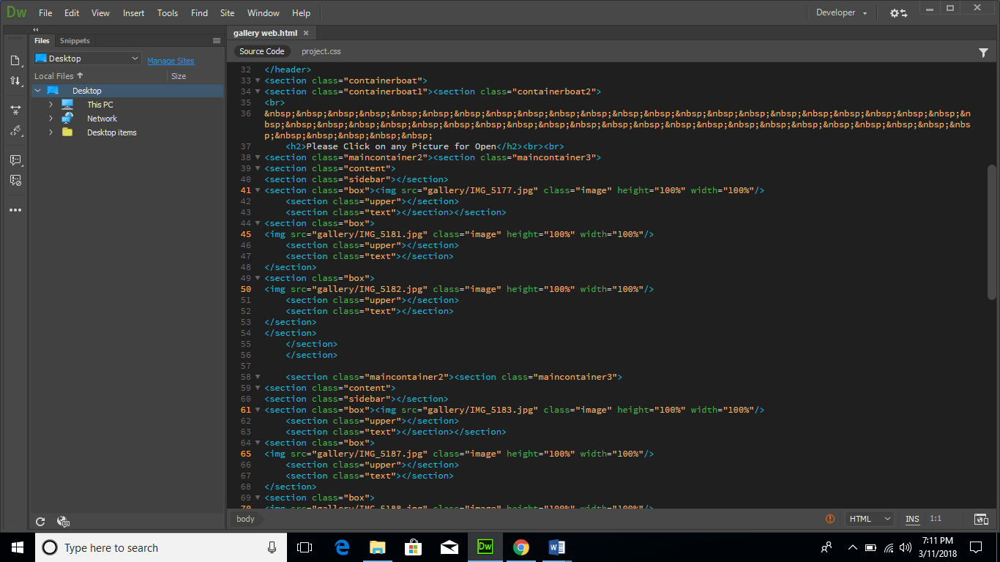 Dw File Edit View Insert Tools Find Site Window Help Developer
Files Snippets
gallery web.html ×
Source Code project.css
Desktop Manage Sites
Local Files ↑ Size
Desktop
This PC
Network
Desktop items
32 </header>
33 <section class="containerboat">
34 <section class="containerboat1"><section class="containerboat2">
35 <br>
36 &nbsp;&nbsp;&nbsp;&nbsp;&nbsp;&nbsp;&nbsp;&nbsp;&nbsp;&nbsp;&nbsp;&nbsp;&nbsp;&nbsp;&nbsp;&nbsp;&nbsp;&nbsp;&nbsp;&nbsp;&nbsp;&nbsp;&n
bsp;&nbsp;&nbsp;&nbsp;&nbsp;&nbsp;&nbsp;&nbsp;&nbsp;&nbsp;&nbsp;&nbsp;&nbsp;&nbsp;&nbsp;&nbsp;&nbsp;&nbsp;&nbsp;&nbsp;&nbsp;&nbsp;&nbs
p;&nbsp;&nbsp;&nbsp;&nbsp;&nbsp;
37 <h2>Please Click on any Picture for Open</h2><br><br>
38 <section class="maincontainer2"><section class="maincontainer3">
39 <section class="content">
40 <section class="sidebar"></section>
41 <section class="box"><img src="gallery/IMG_5177.jpg" class="image" height="100%" width="100%"/>
42 <section class="upper"></section>
43 <section class="text"></section></section>
44 <section class="box">
45 <img src="gallery/IMG_5181.jpg" class="image" height="100%" width="100%"/>
46 <section class="upper"></section>
47 <section class="text"></section>
48 </section>
49 <section class="box">
50 <img src="gallery/IMG_5182.jpg" class="image" height="100%" width="100%"/>
51 <section class="upper"></section>
52 <section class="text"></section>
53 </section>
54 </section>
55 </section>
56 </section>
57
58 <section class="maincontainer2"><section class="maincontainer3">
59 <section class="content">
60 <section class="sidebar"></section>
61 <section class="box"><img src="gallery/IMG_5183.jpg" class="image" height="100%" width="100%"/>
62 <section class="upper"></section>
63 <section class="text"></section></section>
64 <section class="box">
65 <img src="gallery/IMG_5187.jpg" class="image" height="100%" width="100%"/>
66 <section class="upper"></section>
67 <section class="text"></section>
68 </section>
69 <section class="box">
70 <img src="gallery/IMG_5188.jpg" class="image" height="100%" width="100%"/>
body HTML INS 1:1
Type here to search Dw 7:11 PM
3/11/2018